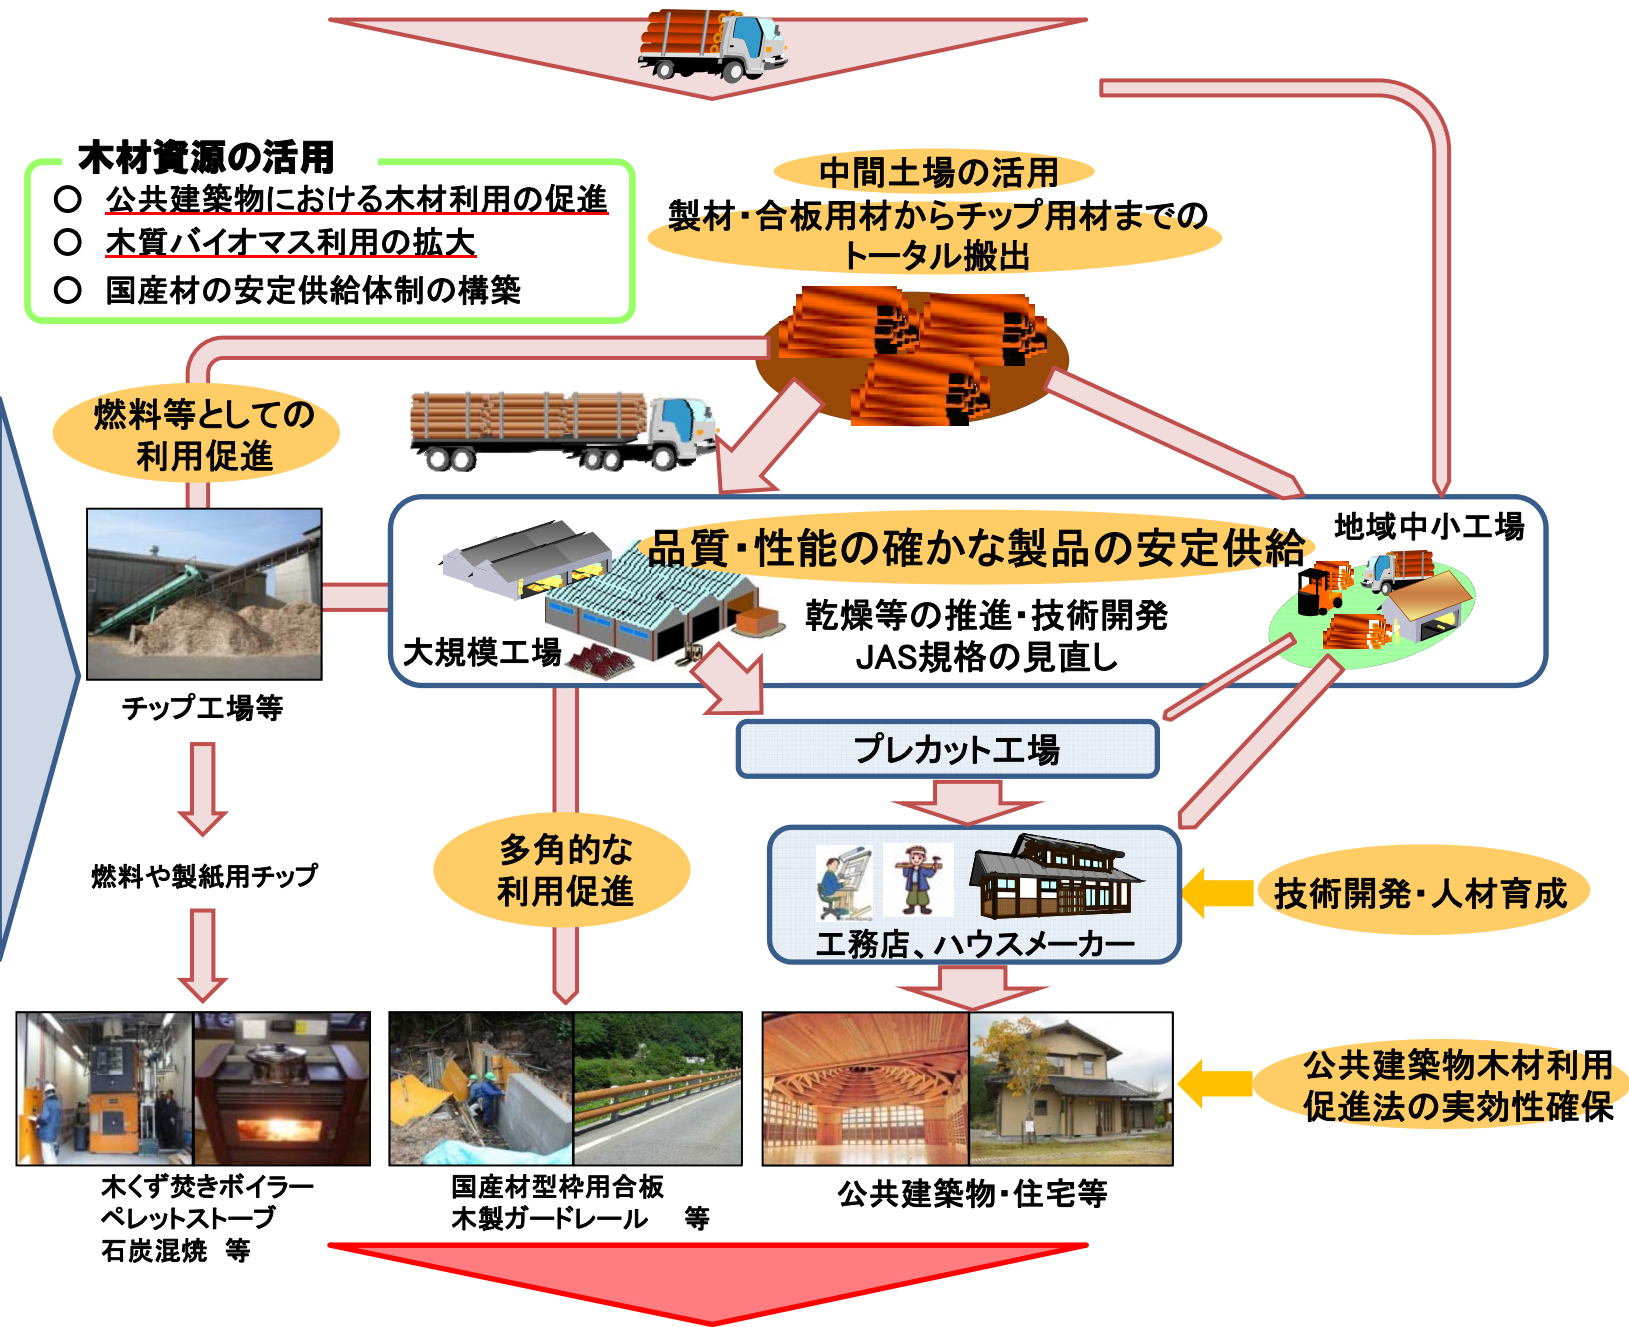 木材資源の活用
○ 公共建築物における木材利用の促進
○ 木質バイオマス利用の拡大
○ 国産材の安定供給体制の構築
中間土場の活用
製材・合板用材からチップ用材までの
トータル搬出
燃料等としての
利用促進
品質・性能の確かな製品の安定供給
地域中小工場
乾燥等の推進・技術開発
JAS規格の見直し
大規模工場
チップ工場等
プレカット工場
燃料や製紙用チップ
多角的な
利用促進
技術開発・人材育成
工務店、ハウスメーカー
公共建築物木材利用
促進法の実効性確保
木くず焚きボイラー
ペレットストーブ
石炭混焼 等
国産材型枠用合板
木製ガードレール 等
公共建築物・住宅等